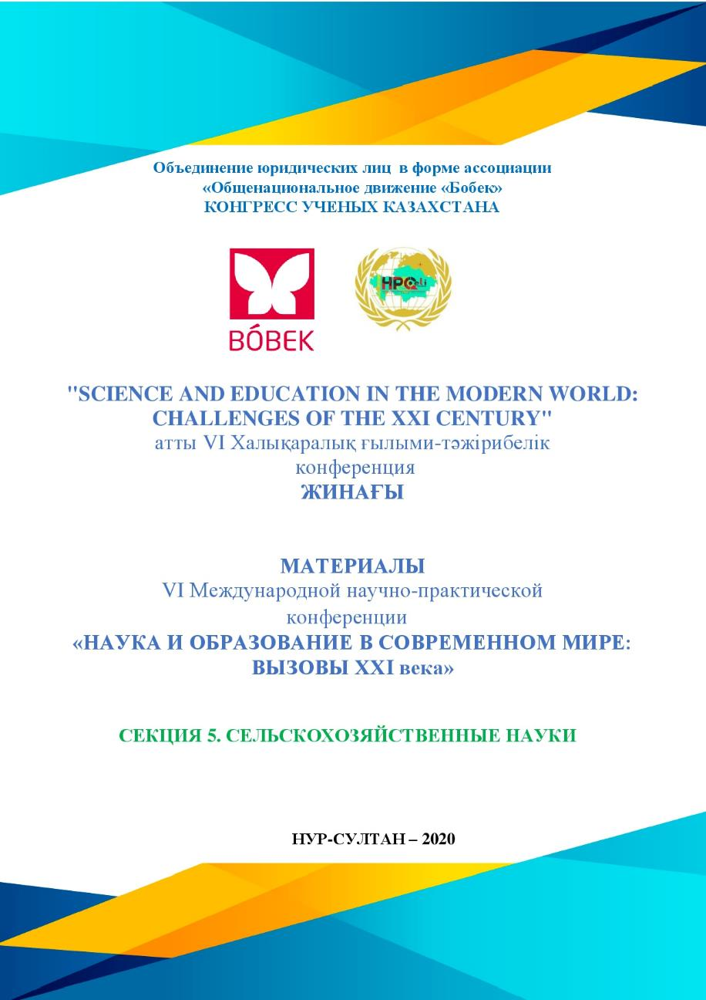 Объединение юридических лиц в форме ассоциации
«Общенациональное движение «Бобек»
КОНГРЕСС УЧЕНЫХ КАЗАХСТАНА
BÓBEK
HPQeli
"SCIENCE AND EDUCATION IN THE MODERN WORLD:
CHALLENGES OF THE XXI CENTURY"
атты VI Халықаралық ғылыми-тәжірибелік
конференция
ЖИНАҒЫ
МАТЕРИАЛЫ
VI Международной научно-практической
конференции
«НАУКА И ОБРАЗОВАНИЕ В СОВРЕМЕННОМ МИРЕ:
ВЫЗОВЫ XXI века»
СЕКЦИЯ 5. СЕЛЬСКОХОЗЯЙСТВЕННЫЕ НАУКИ
НУР-СУЛТАН – 2020